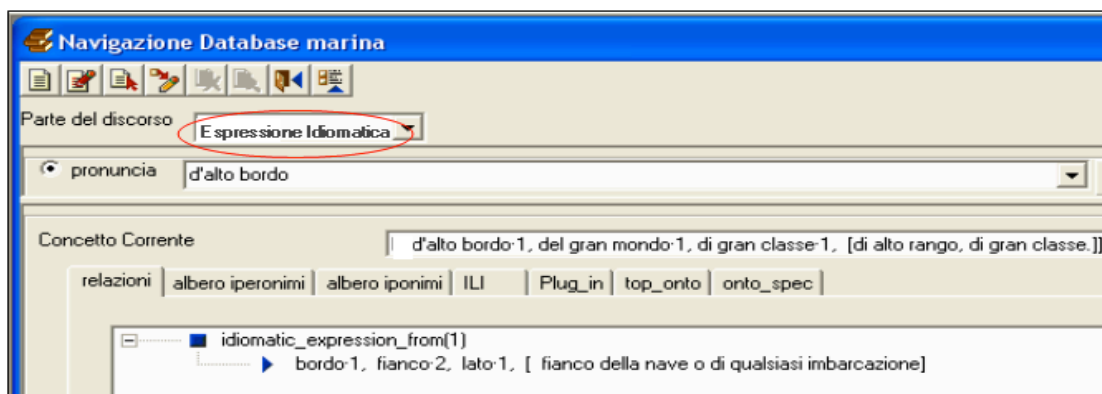 Navigazione Database marina
Parte del discorso Espressione Idiomatica
pronuncia d'alto bordo
Concetto Corrente d'alto bordo·1, del gran mondo·1, di gran classe·1, [di alto rango, di gran classe.]]
relazioni albero iperonimi albero iponimi ILI Plug_in top_onto onto_spec
idiomatic_expression_from(1)
bordo·1, fianco·2, lato·1, [ fianco della nave o di qualsiasi imbarcazione]